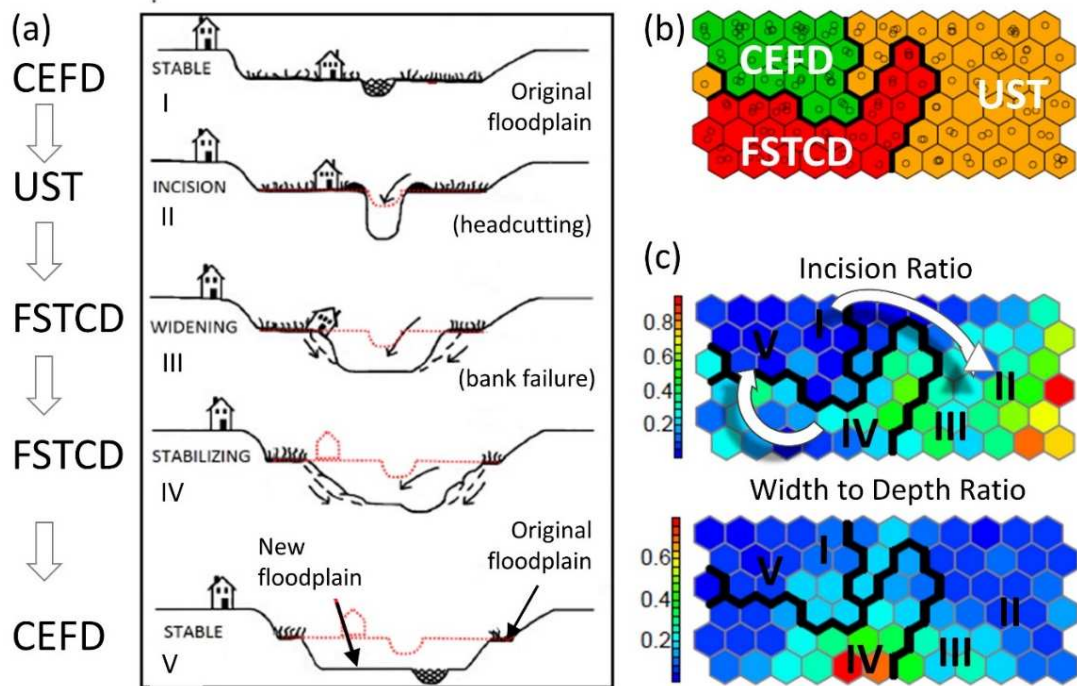 (a)
CEFD
UST
FSTCD
FSTCD
CEFD
STABLE
I
Original
floodplain
INCISION
II
(headcutting)
WIDENING
III
(bank failure)
STABILIZING
IV
New
floodplain
Original
floodplain
STABLE
V
(b)
CEFD
UST
FSTCD
(c)
Incision Ratio
0.8
0.6
0.4
0.2
I
V
II
IV
III
Width to Depth Ratio
0.6
0.4
0.2
I
V
II
IV
III